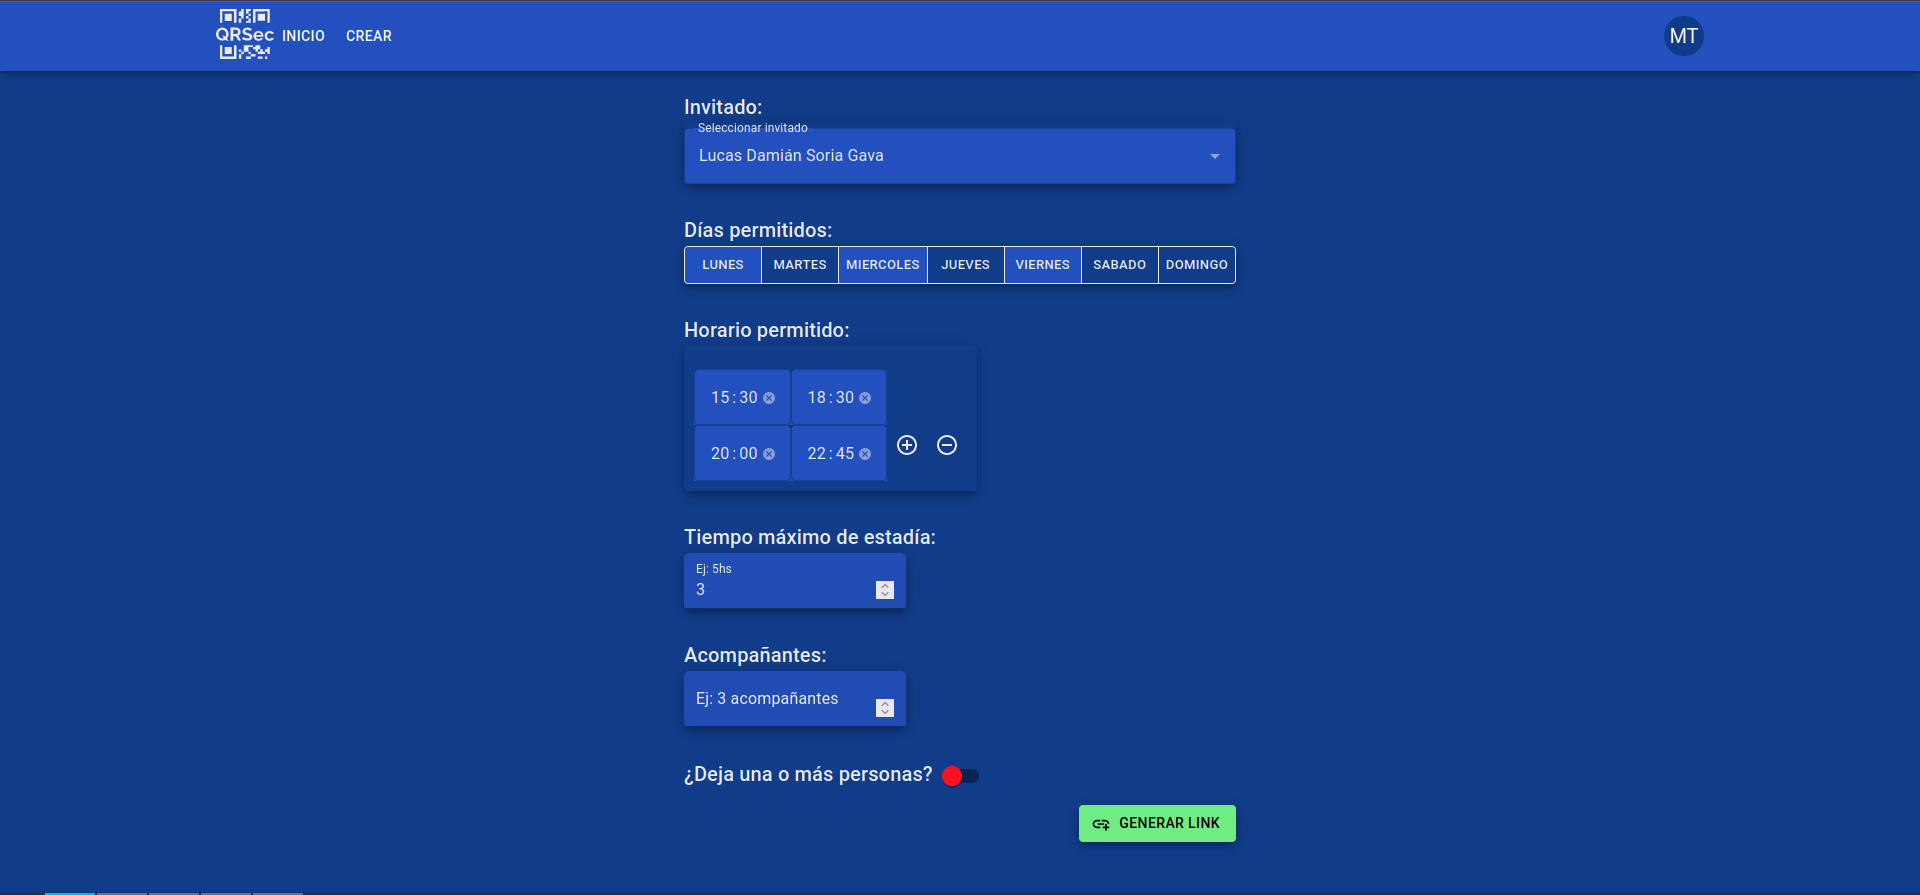 QRSec INICIO CREAR MT
Invitado:
Seleccionar invitado
Lucas Damián Soria Gava
Días permitidos:
LUNES MARTES MIERCOLES JUEVES VIERNES SABADO DOMINGO
Horario permitido:
15:30 18:30
20:00 22:45
Tiempo máximo de estadía:
Ej: 5hs
3
Acompañantes:
Ej: 3 acompañantes
¿Deja una o más personas?
GENERAR LINK